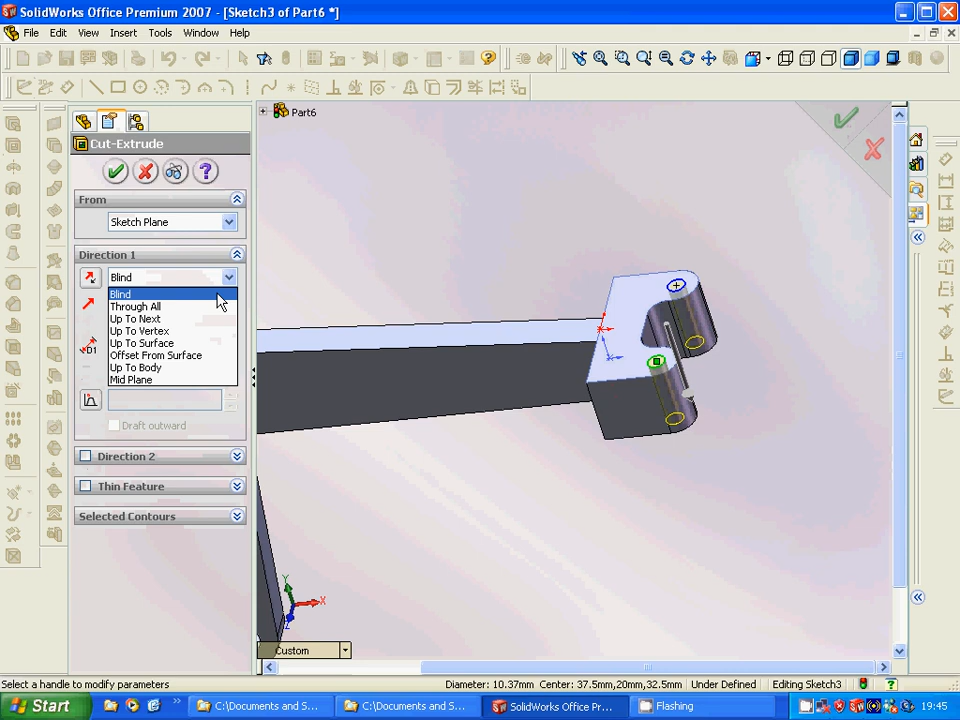 SolidWorks Office Premium 2007 - [Sketch3 of Part6 *]
File Edit View Insert Tools Window Help
Part6
Cut-Extrude
From
Sketch Plane
Direction 1
Blind
Blind
Through All
Up To Next
Up To Vertex
Up To Surface
Offset From Surface
Up To Body
Mid Plane
D1
Draft outward
Direction 2
Thin Feature
Selected Contours
Y
X
Z
Custom
Select a handle to modify parameters
Diameter: 10.37mm Center: 37.5mm,20mm,32.5mm Under Defined Editing Sketch3
Start
C:\Documents and S...
C:\Documents and S...
SolidWorks Office Pr...
Flashing
19:45